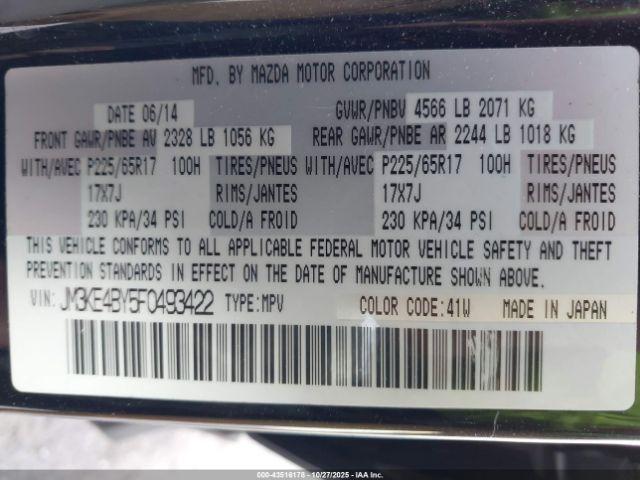 MFD. BY MAZDA MOTOR CORPORATION
DATE 06/14 GVWR/PNBV 4566 LB 2071 KG
FRONT GAWR/PNBE AV 2328 LB 1056 KG REAR GAWR/PNBE AR 2244 LB 1018 KG
WITH/AVEC P225/65R17 100H TIRES/PNEUS WITH/AVEC P225/65R17 100H TIRES/PNEUS
17X7J RIMS/JANTES 17X7J RIMS/JANTES
230 KPA/34 PSI COLD/A FROID 230 KPA/34 PSI COLD/A FROID
THIS VEHICLE CONFORMS TO ALL APPLICABLE FEDERAL MOTOR VEHICLE SAFETY AND THEFT
PREVENTION STANDARDS IN EFFECT ON THE DATE OF MANUFACTURE SHOWN ABOVE.
VIN: JM3KE4BY5F0493422 TYPE:MPV COLOR CODE:41W MADE IN JAPAN
000-43516178 - 10/27/2025 - IAAI.com